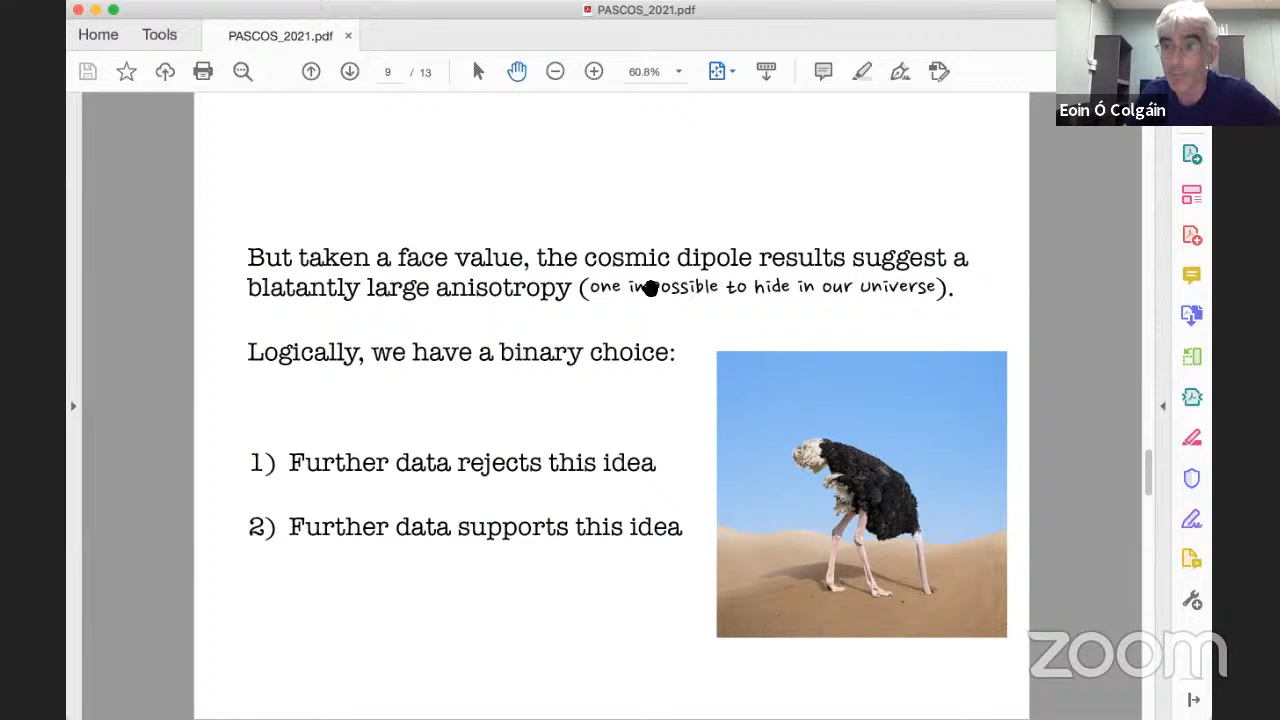 PASCOS_2021.pdf
Home Tools PASCOS_2021.pdf ×
9 / 13 60.8%
Eoin Ó Colgáin
But taken a face value, the cosmic dipole results suggest a
blatantly large anisotropy (one impossible to hide in our universe).
Logically, we have a binary choice:
1) Further data rejects this idea
2) Further data supports this idea
zoom